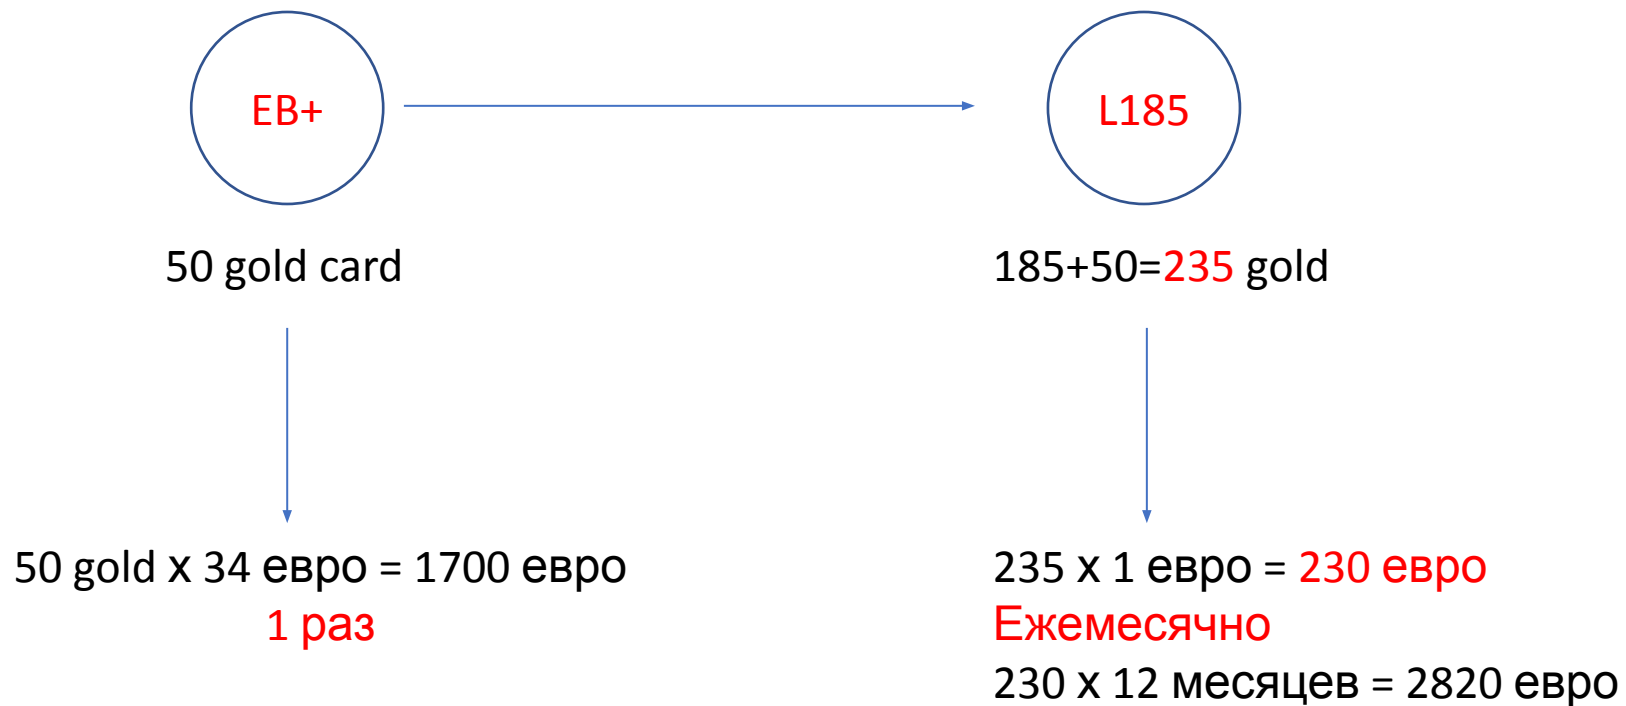 EB+
L185
50 gold card
185+50=235 gold
50 gold х 34 евро = 1700 евро
1 раз
235 х 1 евро = 230 евро
Ежемесячно
230 х 12 месяцев = 2820 евро